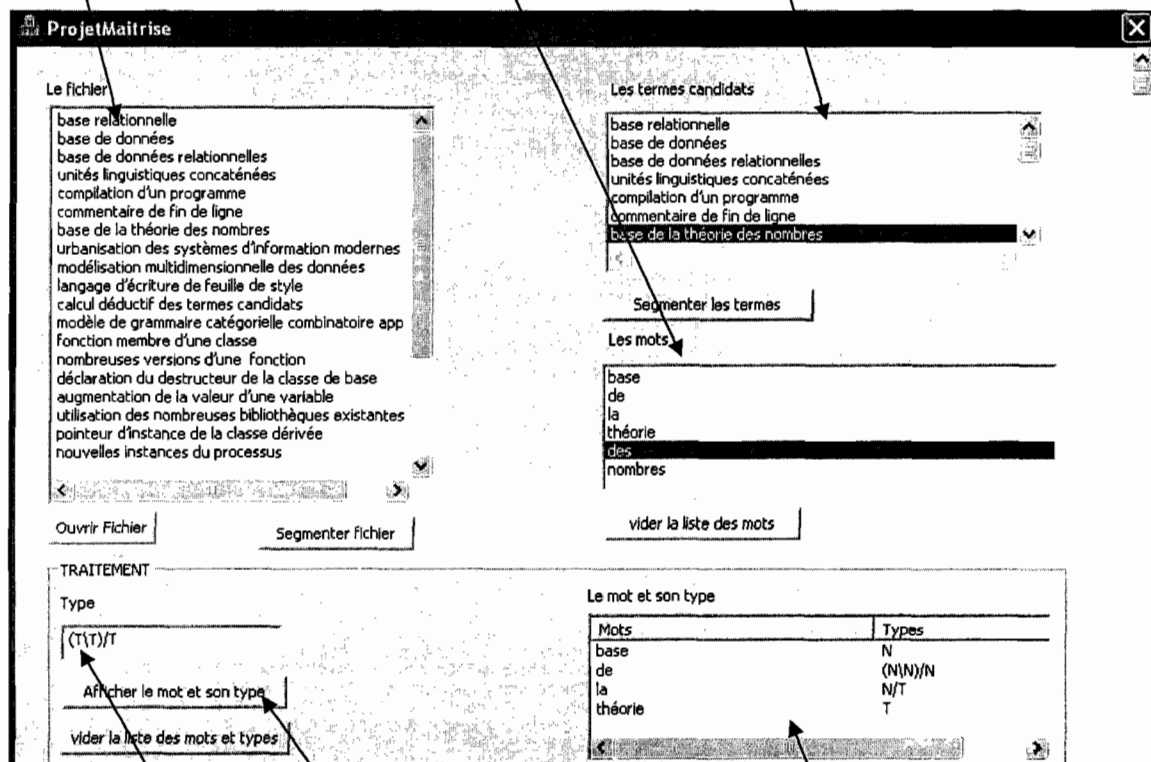 ProjetMaitrise
Le fichier
base relationnelle
base de données
base de données relationnelles
unités linguistiques concaténées
compilation d'un programme
commentaire de fin de ligne
base de la théorie des nombres
urbanisation des systèmes d'information modernes
modélisation multidimensionnelle des données
langage d'écriture de feuille de style
calcul déductif des termes candidats
modèle de grammaire catégorielle combinatoire app
fonction membre d'une classe
nombreuses versions d'une fonction
déclaration du destructeur de la classe de base
augmentation de la valeur d'une variable
utilisation des nombreuses bibliothèques existantes
pointeur d'instance de la classe dérivée
nouvelles instances du processus
Ouvrir Fichier
Segmenter fichier
Les termes candidats
base relationnelle
base de données
base de données relationnelles
unités linguistiques concaténées
compilation d'un programme
commentaire de fin de ligne
base de la théorie des nombres
Segmenter les termes
Les mots
base
de
la
théorie
des
nombres
vider la liste des mots
TRAITEMENT
Type
(T\T)/T
Afficher le mot et son type
vider la liste des mots et types
Le mot et son type
Mots Types
base N
de (N\N)/N
la N/T
théorie T